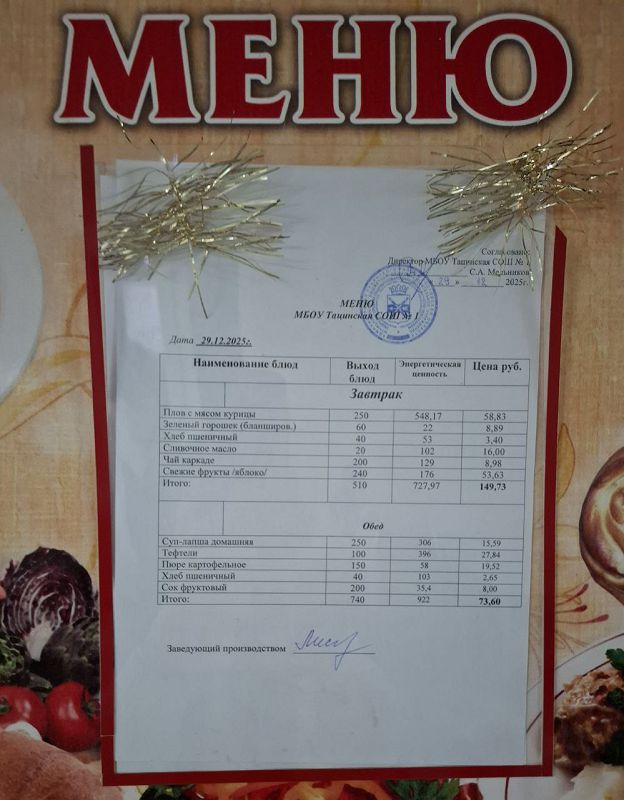 МЕНЮ
Согласовано:
Директор МБОУ Тацинская СОШ № 1
С.А. Мельников
« 29 » 12 2025г.
МЕНЮ
МБОУ Тацинская СОШ № 1
Дата 29.12.2025г.
Наименование блюд Выход блюд Энергетическая ценность Цена руб.
Завтрак
Плов с мясом курицы 250 548,17 58,83
Зеленый горошек (бланширов.) 60 22 8,89
Хлеб пшеничный 40 53 3,40
Сливочное масло 20 102 16,00
Чай каркаде 200 129 8,98
Свежие фрукты /яблоко/ 240 176 53,63
Итого: 510 727,97 149,73
Обед
Суп-лапша домашняя 250 306 15,59
Тефтели 100 396 27,84
Пюре картофельное 150 58 19,52
Хлеб пшеничный 40 103 2,65
Сок фруктовый 200 35,4 8,00
Итого: 740 922 73,60
Заведующий производством